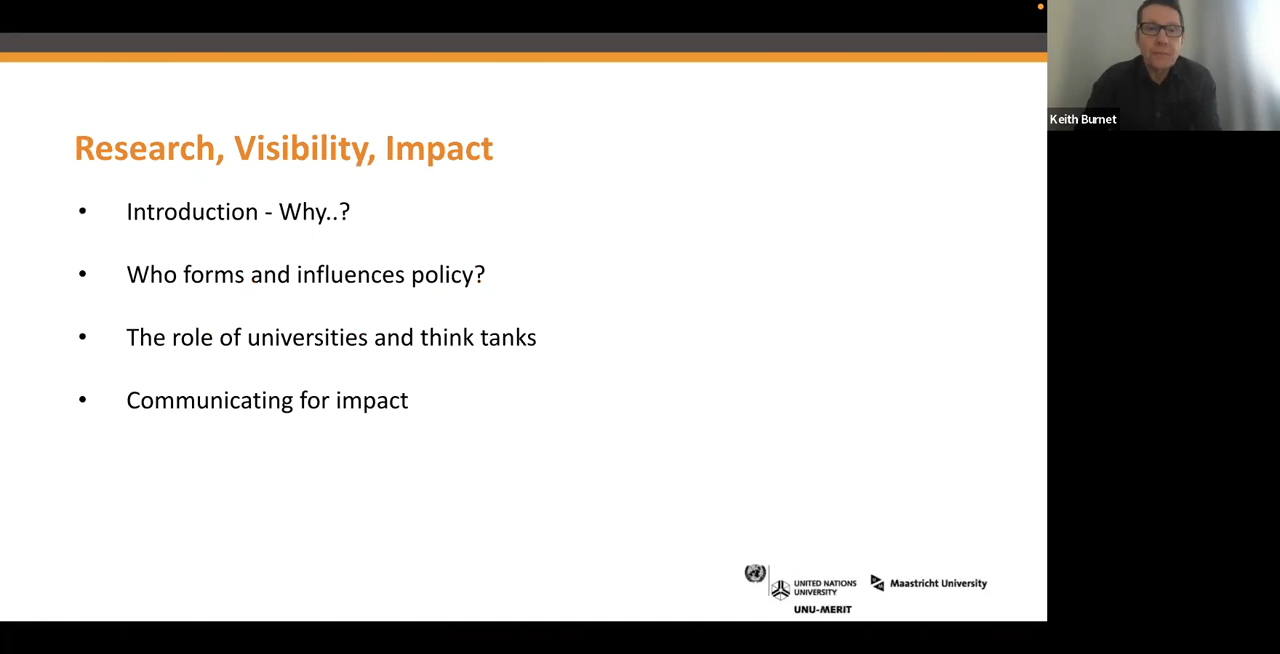 Research, Visibility, Impact
• Introduction - Why..?
• Who forms and influences policy?
• The role of universities and think tanks
• Communicating for impact
UNITED NATIONS
UNIVERSITY
UNU-MERIT
Maastricht University
Keith Burnet